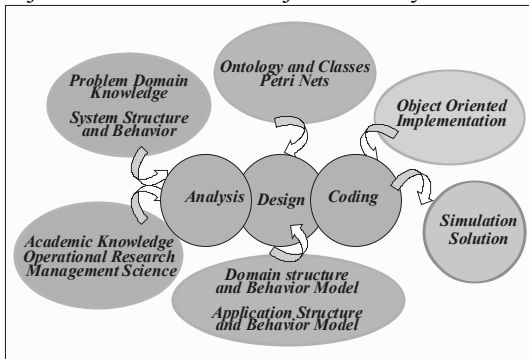 Problem Domain
Knowledge
System Structure
and Behavior
Ontology and Classes
Petri Nets
Object Oriented
Implementation
Analysis
Design
Coding
Simulation
Solution
Academic Knowledge
Operational Research
Management Science
Domain structure
and Behavior Model
Application Structure
and Behavior Model